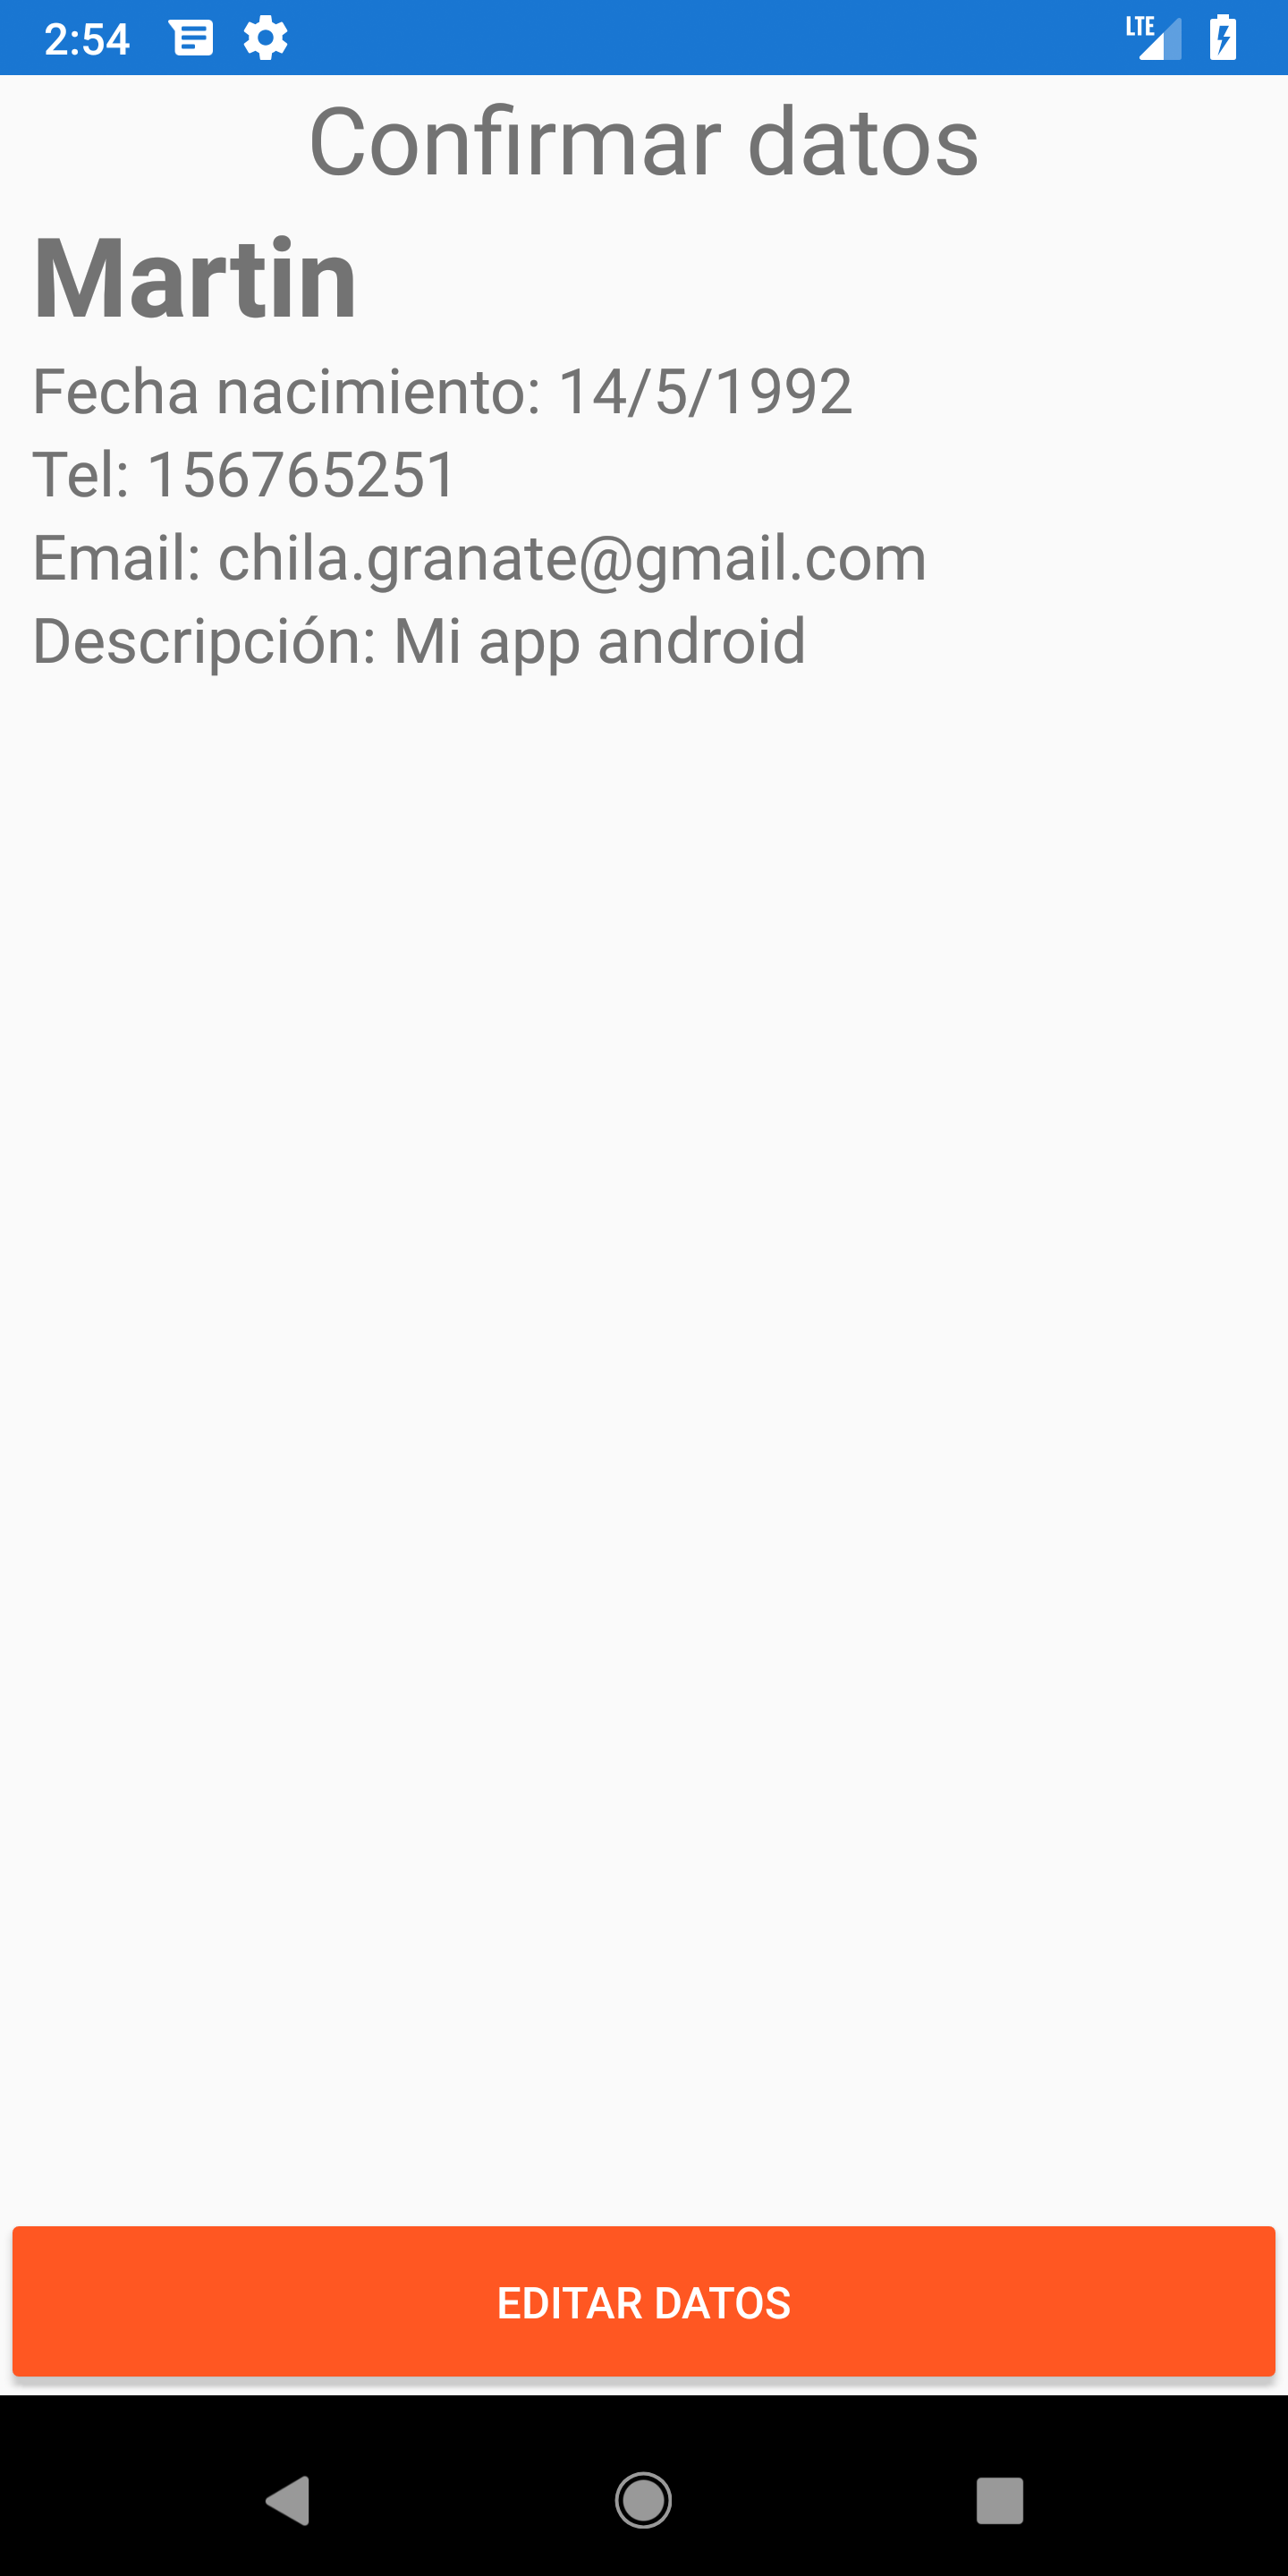 2:54
LTE
Confirmar datos
Martin
Fecha nacimiento: 14/5/1992
Tel: 156765251
Email: chila.granate@gmail.com
Descripción: Mi app android
EDITAR DATOS